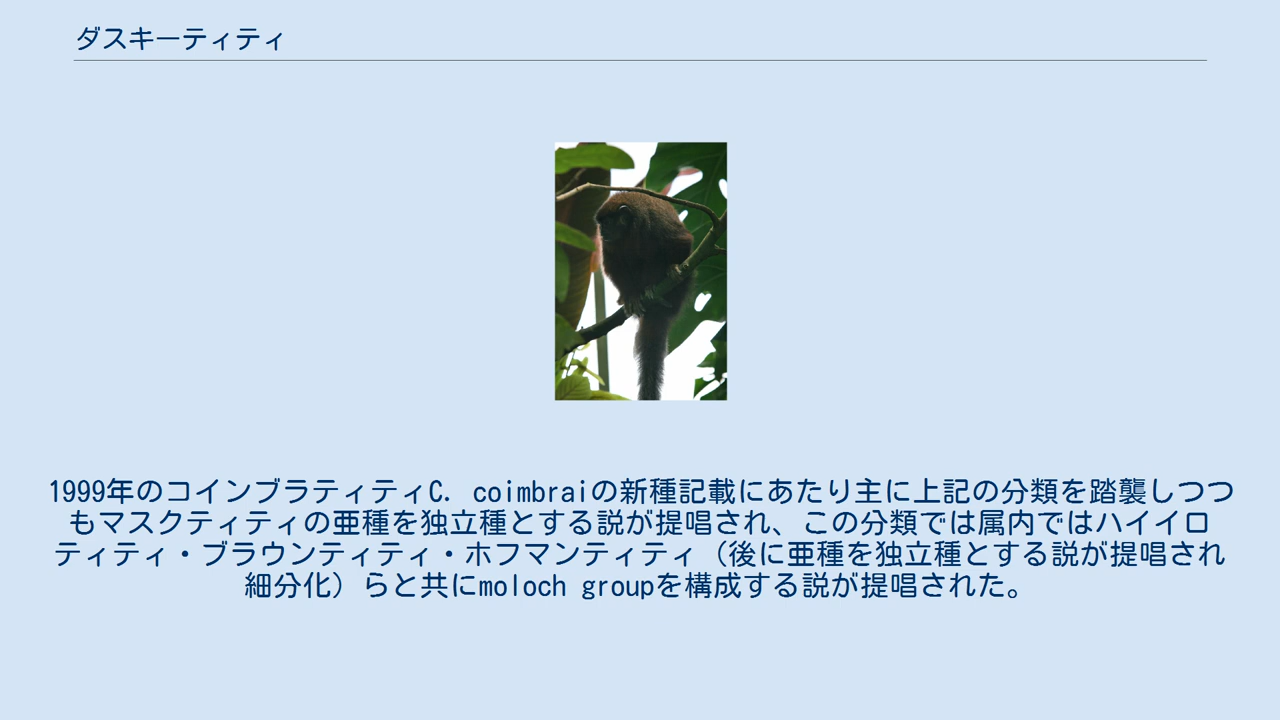 ダスキーティティ
1999年のコインブラティティC. coimbraiの新種記載にあたり主に上記の分類を踏襲しつつ
もマスクティティの亜種を独立種とする説が提唱され、この分類では属内ではハイイロ
ティティ・ブラウンティティ・ホフマンティティ（後に亜種を独立種とする説が提唱され
細分化）らと共にmoloch groupを構成する説が提唱された。